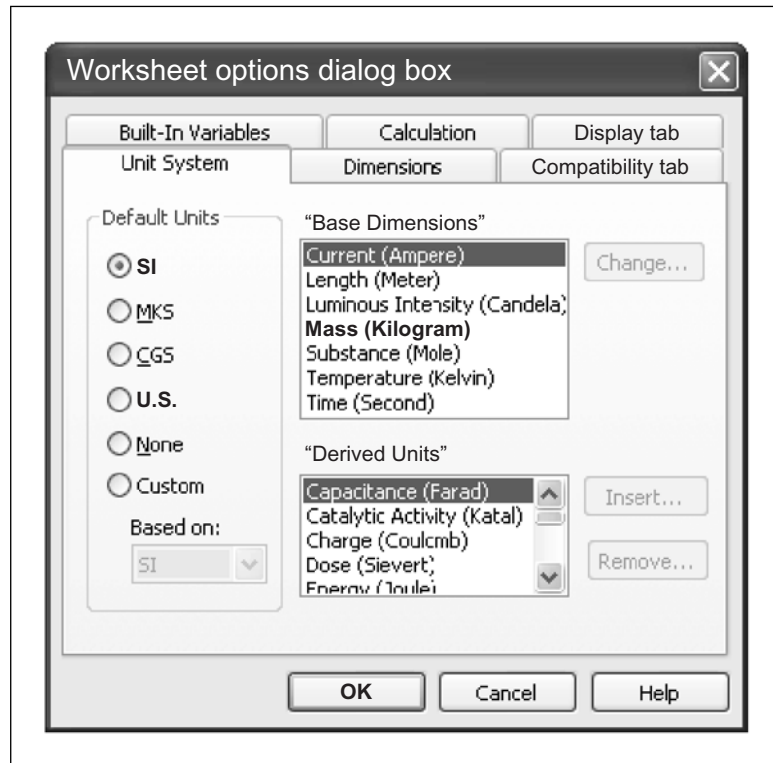 Worksheet options dialog box
Built-In Variables Calculation Display tab
Unit System Dimensions Compatibility tab
Default Units
SI
MKS
CGS
U.S.
None
Custom
Based on:
SI
“Base Dimensions”
Current (Ampere)
Length (Meter)
Luminous Intensity (Candela)
Mass (Kilogram)
Substance (Mole)
Temperature (Kelvin)
Time (Second)
Change...
“Derived Units”
Capacitance (Farad)
Catalytic Activity (Katal)
Charge (Coulomb)
Dose (Sievert)
Energy (Joule)
Insert...
Remove...
OK Cancel Help